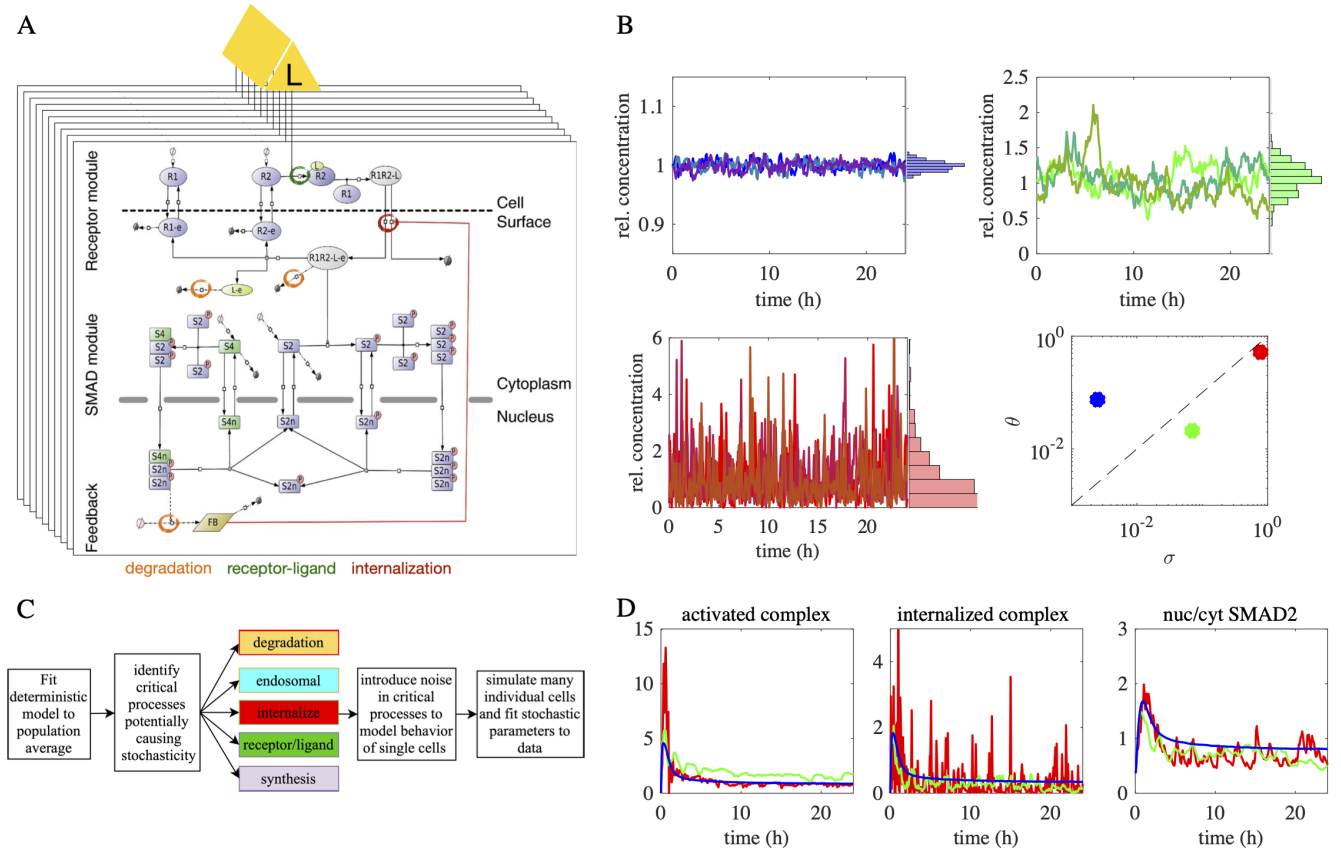 A
L
Receptor module
SMAD module
Feedback
∅
∅
R1
R2
L
R2
R1
R1R2-L
Cell
Surface
R1-e
R2-e
R1R2-L-e
L-e
S4
S2 P
S2 P
S2 P
S2 P
∅
S4
∅
S2
S2 P
S2 P
S2 P
S2 P
S2 P
S2 P
Cytoplasm
Nucleus
S4n
S2n
S2n P
S4n
S2n P
S2n P
S2n P
S2n P
S2n P
S2n P
∅
FB
degradation receptor-ligand internalization
B
rel. concentration
1.1
1
0.9
0 10 20
time (h)
rel. concentration
2.5
2
1.5
1
0.5
0
0 10 20
time (h)
rel. concentration
6
5
4
3
2
1
0
0 5 10 15 20
time (h)
θ
10⁰
10⁻²
10⁻² 10⁰
σ
C
Fit
deterministic
model to
population
average
identify
critical
processes
potentially
causing
stochasticity
degradation
endosomal
internalize
receptor/ligand
synthesis
introduce noise
in critical
processes to
model behavior
of single cells
simulate many
individual cells
and fit stochastic
parameters to
data
D
activated complex
15
10
5
0
0 10 20
time (h)
internalized complex
4
2
0
0 10 20
time (h)
nuc/cyt SMAD2
3
2
1
0
0 10 20
time (h)